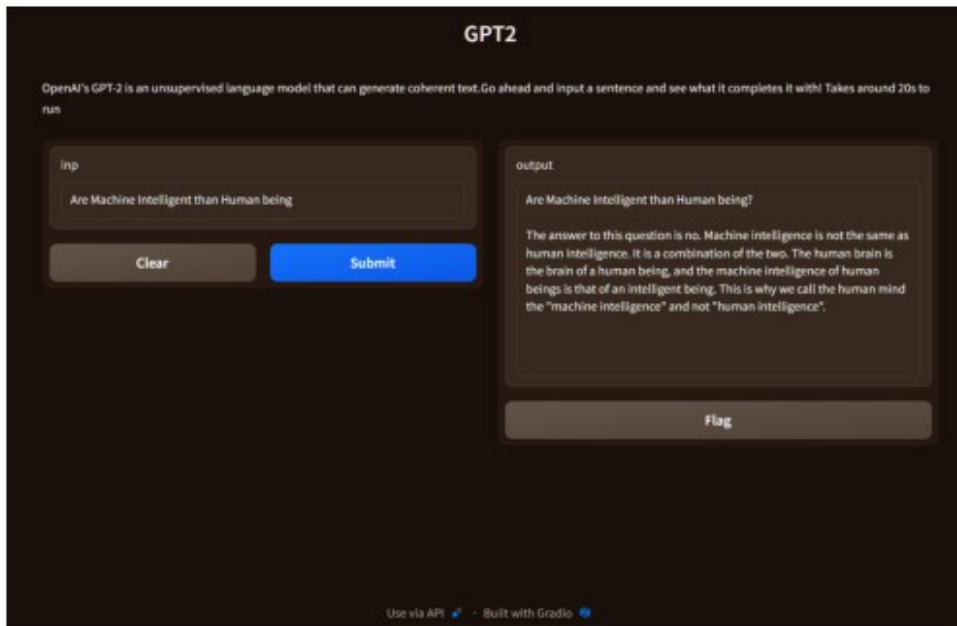 GPT2
OpenAI's GPT-2 is an unsupervised language model that can generate coherent text.Go ahead and input a sentence and see what it completes it with! Takes around 20s to
run
inp
Are Machine Intelligent than Human being
Clear
Submit
output
Are Machine Intelligent than Human being?
The answer to this question is no. Machine intelligence is not the same as
human intelligence. It is a combination of the two. The human brain is
the brain of a human being, and the machine intelligence of human
beings is that of an intelligent being. This is why we call the human mind
the "machine intelligence" and not "human intelligence".
Flag
Use via API · Built with Gradio